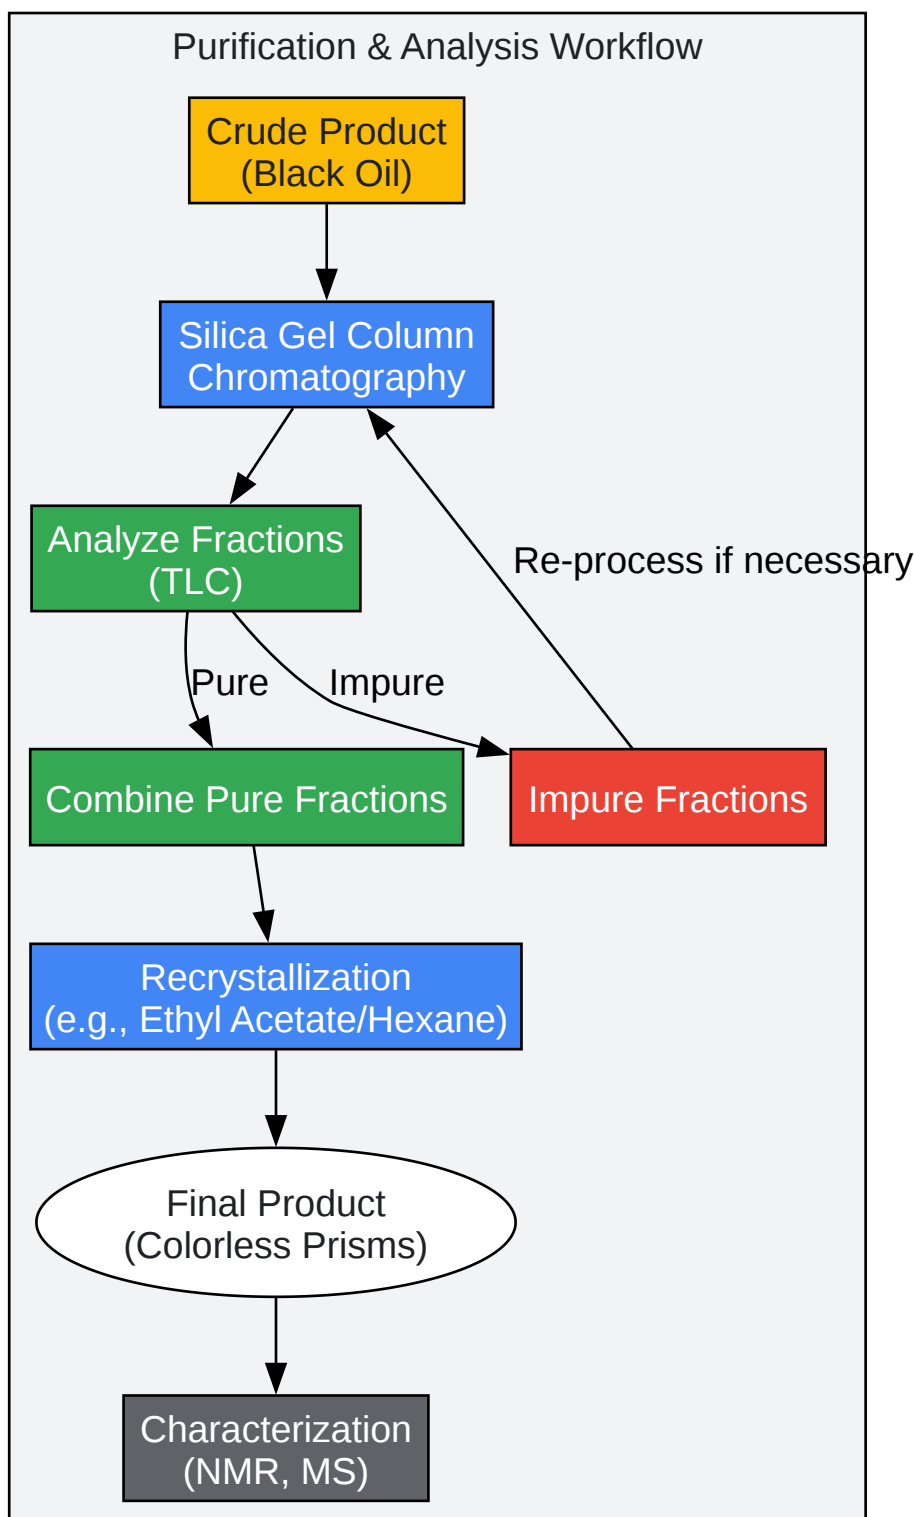 Purification & Analysis Workflow
Crude Product
(Black Oil)
Silica Gel Column
Chromatography
Analyze Fractions
(TLC)
Re-process if necessary
Pure
Impure
Combine Pure Fractions
Impure Fractions
Recrystallization
(e.g., Ethyl Acetate/Hexane)
Final Product
(Colorless Prisms)
Characterization
(NMR, MS)